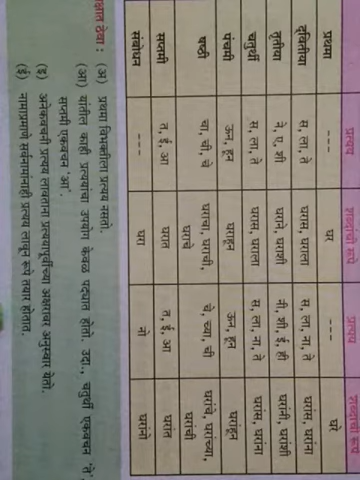 प्रत्यय शब्दाची रूपे प्रत्यय शब्दाची रूपे
प्रथमा --- घर --- घरे
द्वितीया स, ला, ते घरास, घराला स, ला, ना, ते घरांस, घरांना
तृतीया ने, ए, शी घराने, घराशी नी, शी, ई, ही घरांनी, घरांशी
चतुर्थी स, ला, ते घरास, घराला स, ला, ना, ते घरांस, घरांना
पंचमी ऊन, हून घराहून ऊन, हून घरांहून
षष्ठी चा, ची, चे घराचा, घराची, घराचे चे, च्या, ची घरांचे, घरांच्या, घरांची
सप्तमी त, ई, आ घरात त, ई, आ घरांत
संबोधन --- घरा नो घरांनो
ठेवा : (अ) प्रथमा विभक्तीला प्रत्यय नसतो.
(आ) यांतील काही प्रत्ययांचा उपयोग केवळ पद्यात होतो. उदा., चतुर्थी एकवचन 'ते',
सप्तमी एकवचन 'आ'.
(इ) अनेकवचनी प्रत्यय लावताना प्रत्ययापूर्वीच्या अक्षरावर अनुस्वार येतो.
(ई) नामाप्रमाणे सर्वनामांनाही प्रत्यय लावून रूपे तयार होतात.